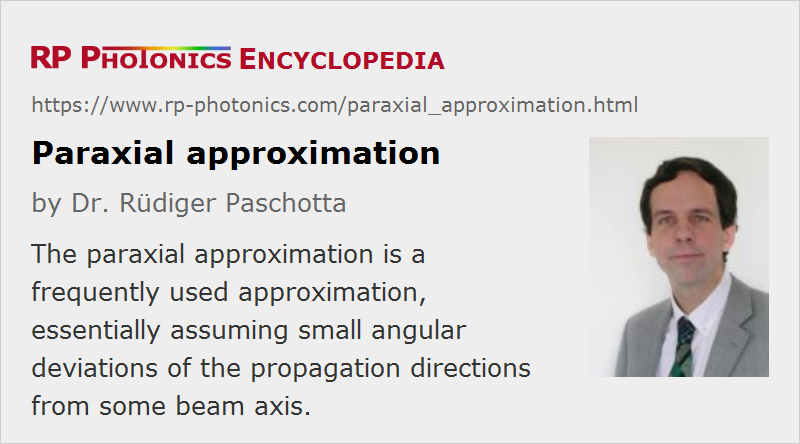 RP PHOTONICS ENCYCLOPEDIA
https://www.rp-photonics.com/paraxial_approximation.html
Paraxial approximation
by Dr. Rüdiger Paschotta
The paraxial approximation is a
frequently used approximation,
essentially assuming small angular
deviations of the propagation directions
from some beam axis.